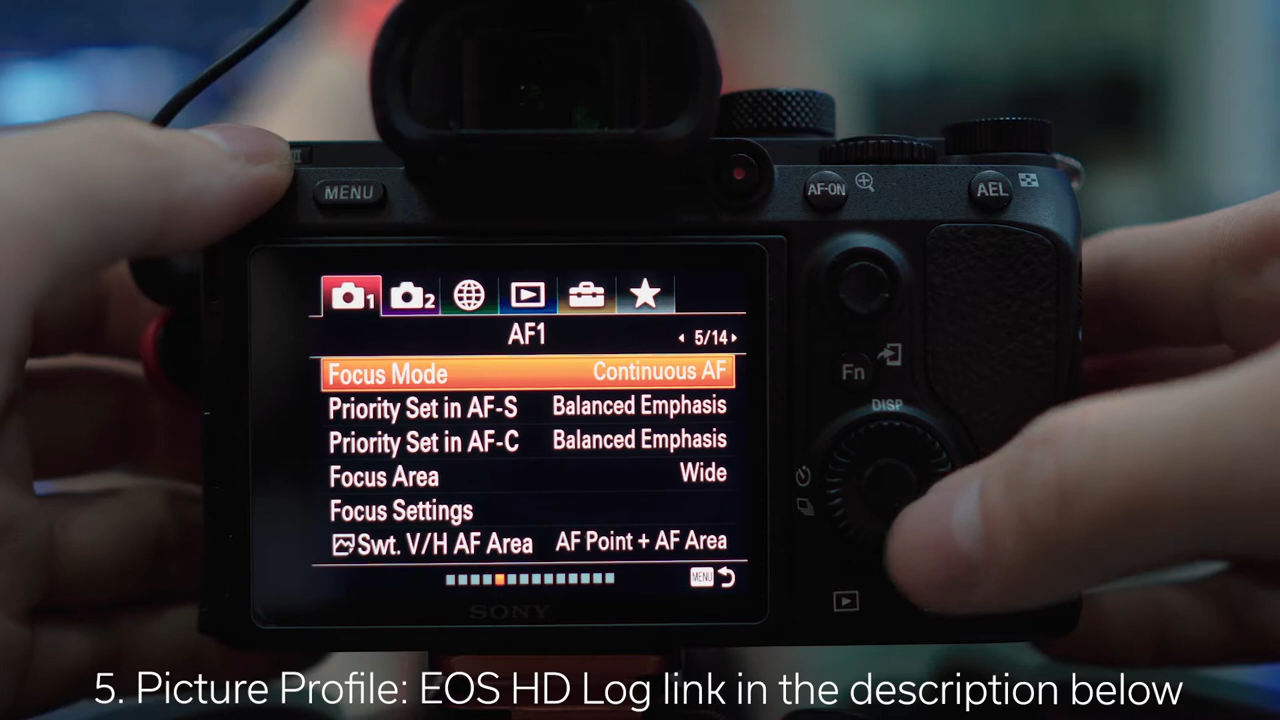 MENU
AF-ON
AEL
1
2
AF1
5/14
Focus Mode Continuous AF
Priority Set in AF-S Balanced Emphasis
Priority Set in AF-C Balanced Emphasis
Focus Area Wide
Focus Settings
Swt. V/H AF Area AF Point + AF Area
MENU
Fn
DISP
SONY
5. Picture Profile: EOS HD Log link in the description below